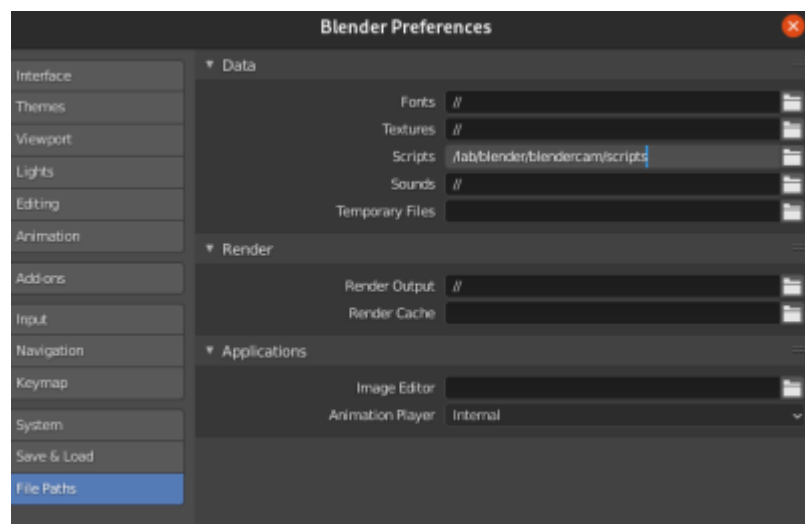 Blender Preferences
Interface
Themes
Viewport
Lights
Editing
Animation
Add-ons
Input
Navigation
Keymap
System
Save & Load
File Paths
Data
Fonts //
Textures //
Scripts /lab/blender/blendercam/scripts
Sounds //
Temporary Files
Render
Render Output //
Render Cache
Applications
Image Editor
Animation Player Internal